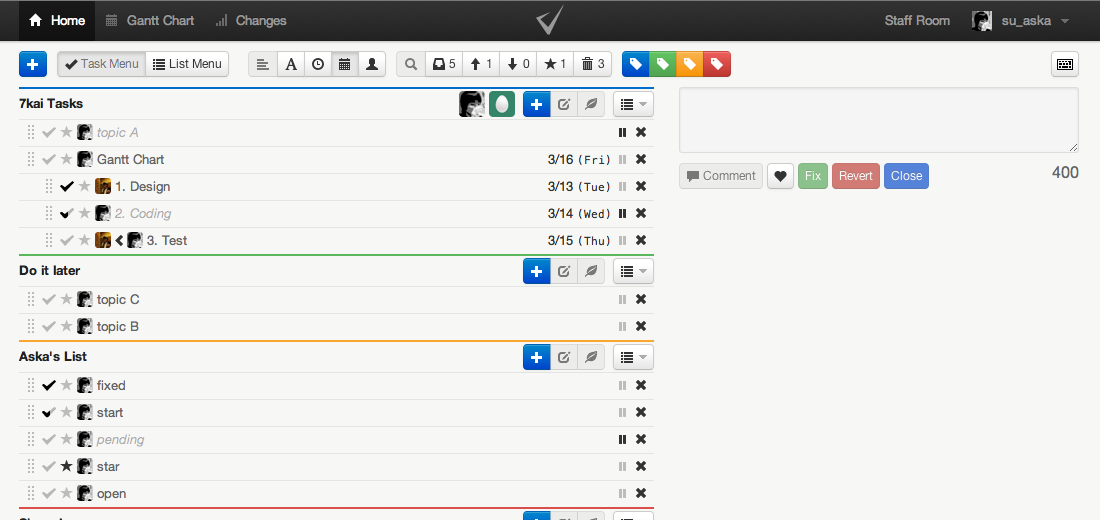 Home Gantt Chart Changes Staff Room su_aska
Task Menu List Menu A 5 1 0 1 3
7kai Tasks
topic A
Gantt Chart 3/16 (Fri)
1. Design 3/13 (Tue)
2. Coding 3/14 (Wed)
3. Test 3/15 (Thu)
Do it later
topic C
topic B
Aska's List
fixed
start
pending
star
open
Comment Fix Revert Close 400